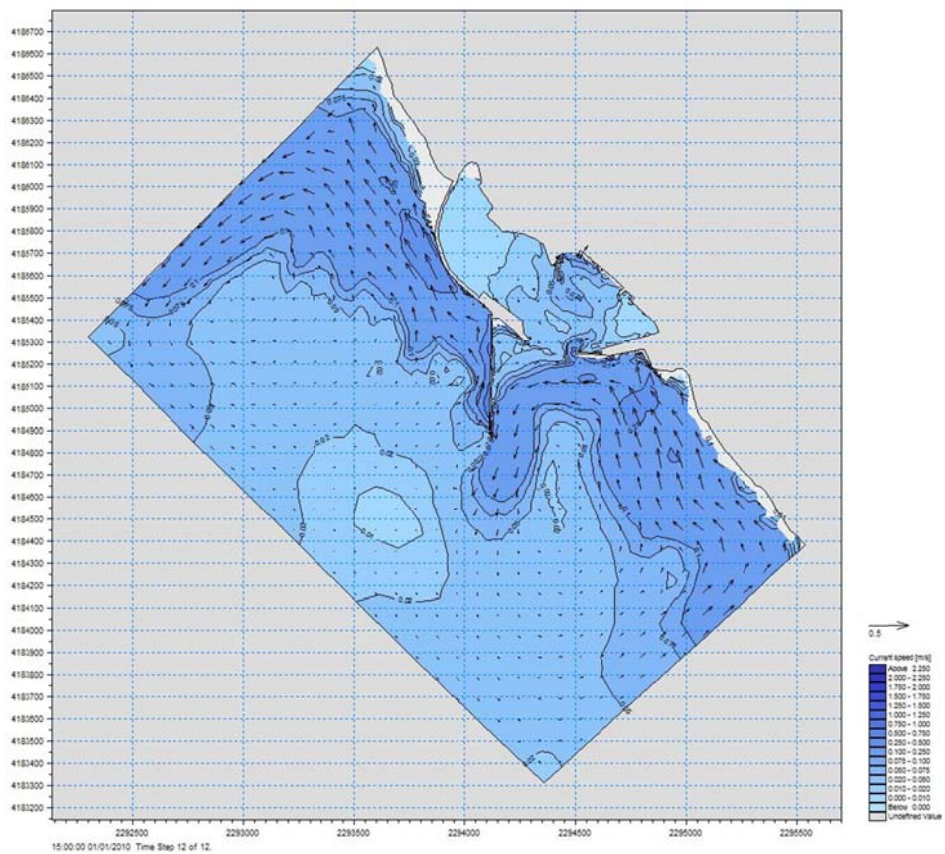 4186700
4186600
4186500
4186400
4186300
4186200
4186100
4186000
4185900
4185800
4185700
4185600
4185500
4185400
4185300
4185200
4185100
4185000
4184900
4184800
4184700
4184600
4184500
4184400
4184300
4184200
4184100
4184000
4183900
4183800
4183700
4183600
4183500
4183400
4183300
4183200
2292500 2293000 2293500 2294000 2294500 2295000 2295500
15:00:00 01/01/2010 Time Step 12 of 12.
0.5
Current speed [m/s]
Above 2.250
2.000 - 2.250
1.750 - 2.000
1.500 - 1.750
1.250 - 1.500
1.000 - 1.250
0.750 - 1.000
0.500 - 0.750
0.250 - 0.500
0.100 - 0.250
0.075 - 0.100
0.050 - 0.075
0.020 - 0.050
0.010 - 0.020
0.000 - 0.010
Below 0.000
Undefined Value